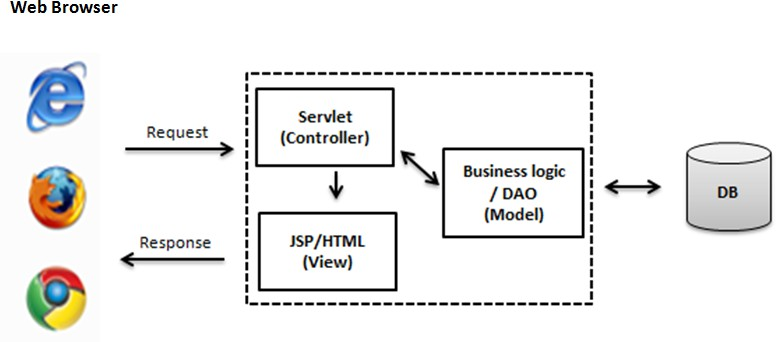 Web Browser
Request
Servlet
(Controller)
Business logic
/ DAO
(Model)
DB
Response
JSP/HTML
(View)